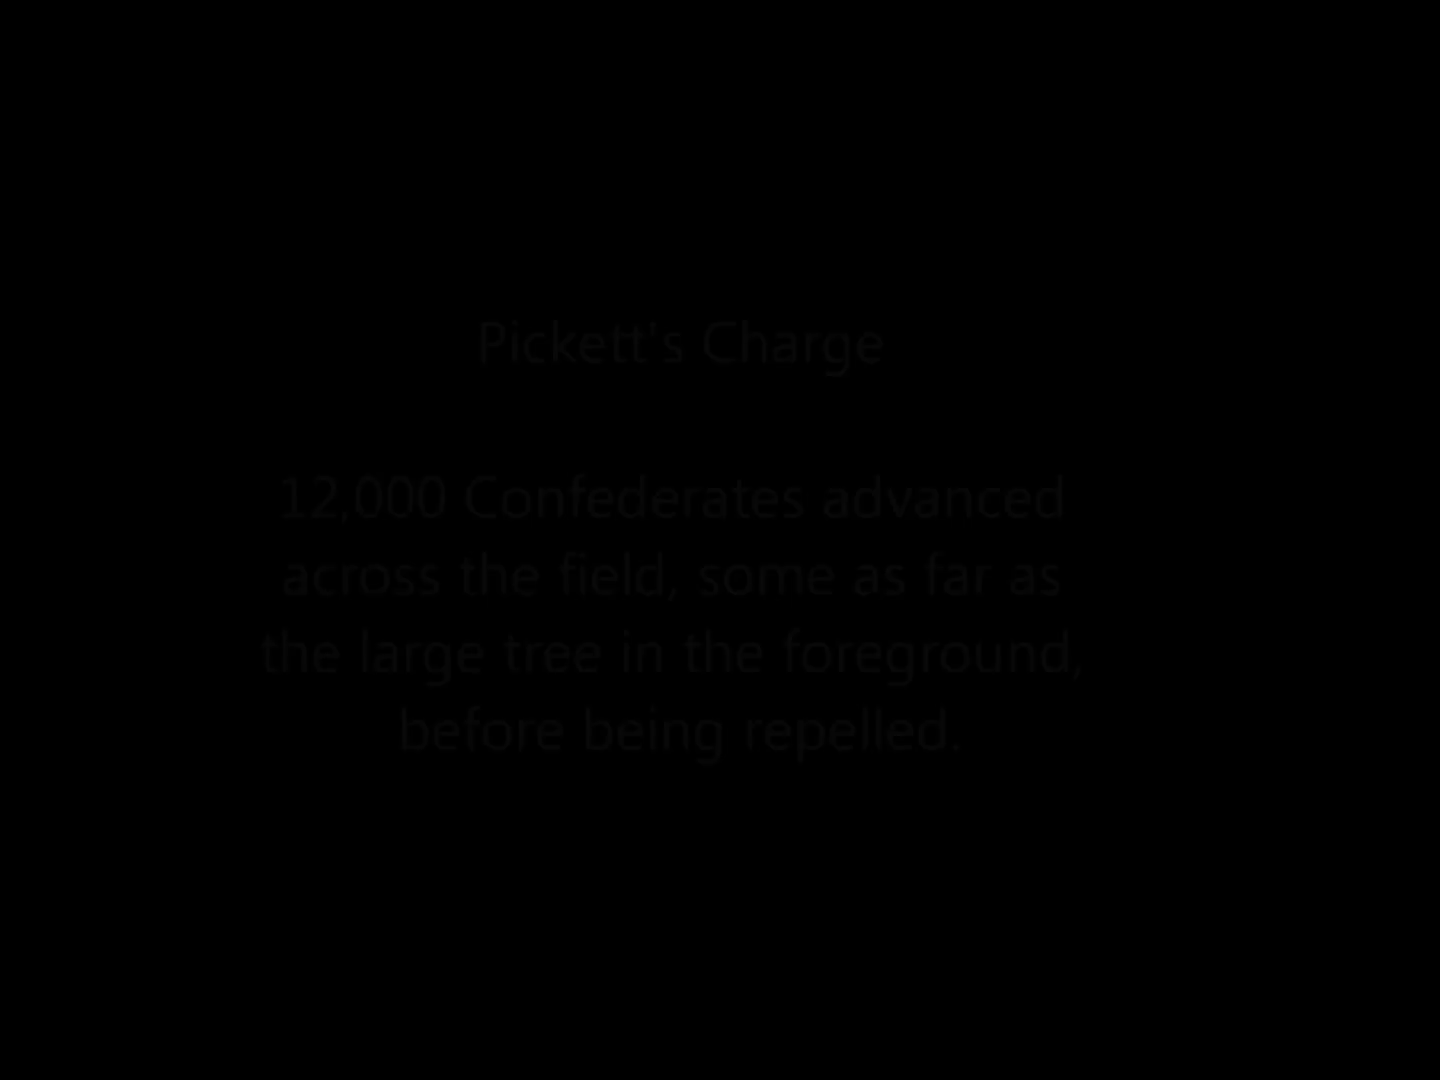 Pickett's Charge
12,000 Confederates advanced
across the field, some as far as
the large tree in the foreground,
before being repelled.